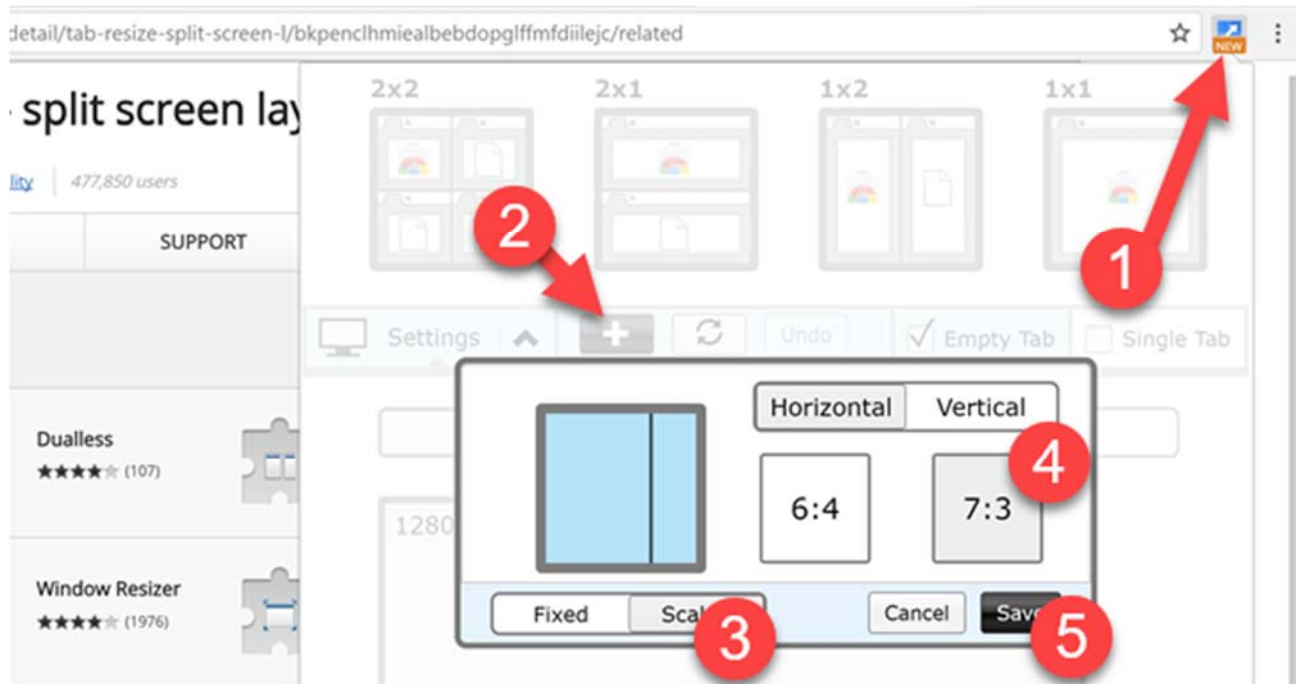 detail/tab-resize-split-screen-l/bkpenclhmiealbebdopglffmfdiilejc/related
NEW
2x2 2x1 1x2 1x1
split screen lay
lity 477,850 users
SUPPORT
2
1
Settings Undo Empty Tab Single Tab
Horizontal Vertical
Dualless
(107)
4
6:4 7:3
1280
Window Resizer
(1976)
Fixed Scal Cancel Save
3 5